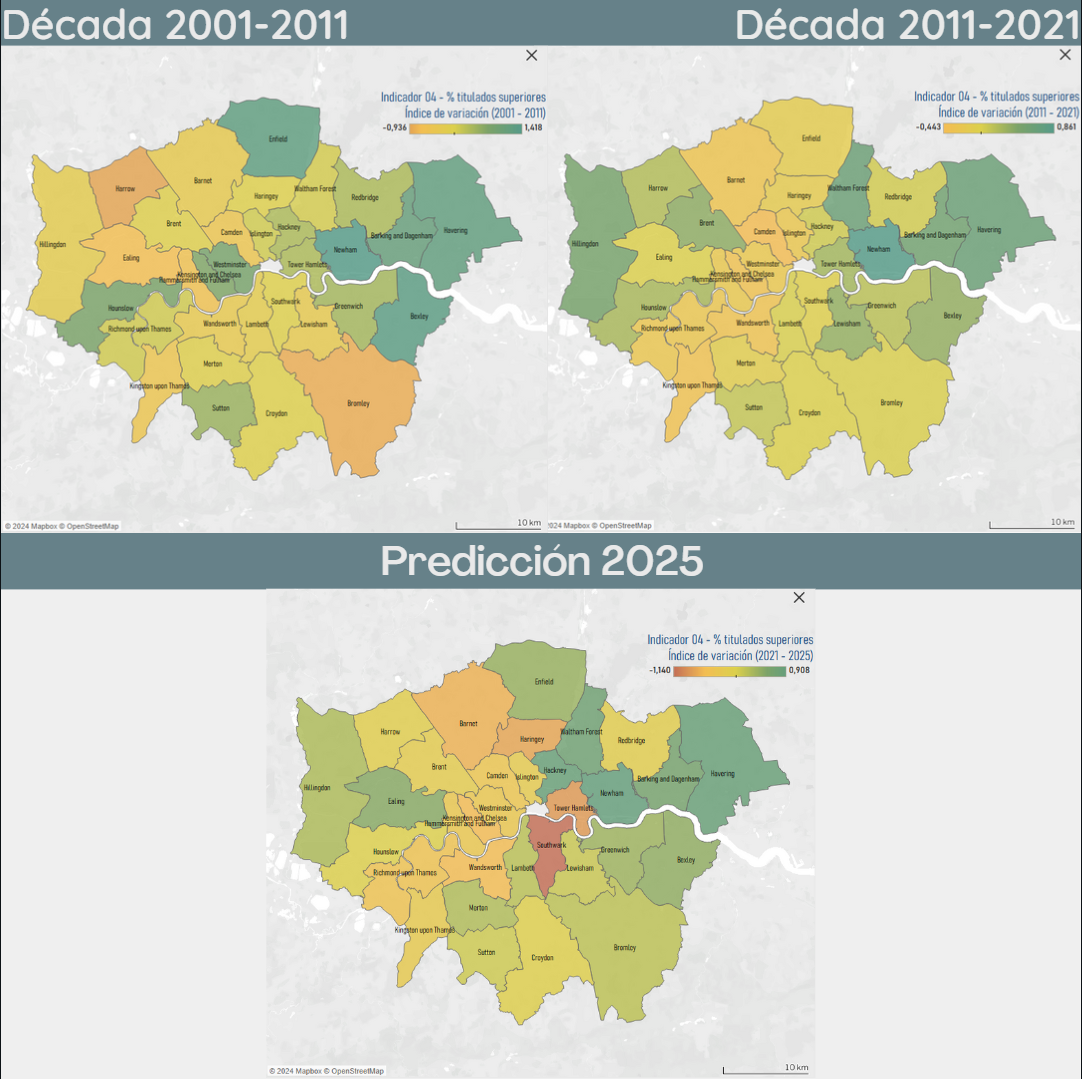 Década 2001-2011
Década 2011-2021
Indicador 04 - % titulados superiores
Índice de variación (2001 - 2011)
-0,936 1,418
Enfield
Harrow
Barnet
Waltham Forest
Haringey
Redbridge
Brent
Camden
Islington
Hackney
Havering
Barking and Dagenham
Hillingdon
Newham
Ealing
Westminster
Tower Hamlets
Kensington and Chelsea
Hammersmith and Fulham
Southwark
Greenwich
Hounslow
Bexley
Richmond upon Thames
Wandsworth
Lambeth
Lewisham
Merton
Kingston upon Thames
Bromley
Sutton
Croydon
© 2024 Mapbox © OpenStreetMap
10 km
Indicador 04 - % titulados superiores
Índice de variación (2011 - 2021)
-0,443 0,861
Enfield
Barnet
Harrow
Waltham Forest
Haringey
Redbridge
Brent
Hackney
Camden
Islington
Havering
Barking and Dagenham
Hillingdon
Newham
Ealing
Westminster
Tower Hamlets
Kensington and Chelsea
Hammersmith and Fulham
Southwark
Greenwich
Hounslow
Bexley
Richmond upon Thames
Wandsworth
Lambeth
Lewisham
Merton
Kingston upon Thames
Bromley
Sutton
Croydon
2024 Mapbox © OpenStreetMap
10 km
Predicción 2025
Indicador 04 - % titulados superiores
Índice de variación (2021 - 2025)
-1,140 0,908
Enfield
Barnet
Harrow
Waltham Forest
Haringey
Redbridge
Brent
Hackney
Camden
Islington
Havering
Barking and Dagenham
Hillingdon
Newham
Ealing
Westminster
Tower Hamlets
Kensington and Chelsea
Hammersmith and Fulham
Southwark
Greenwich
Hounslow
Bexley
Richmond upon Thames
Wandsworth
Lambeth
Lewisham
Merton
Kingston upon Thames
Bromley
Sutton
Croydon
© 2024 Mapbox © OpenStreetMap
10 km